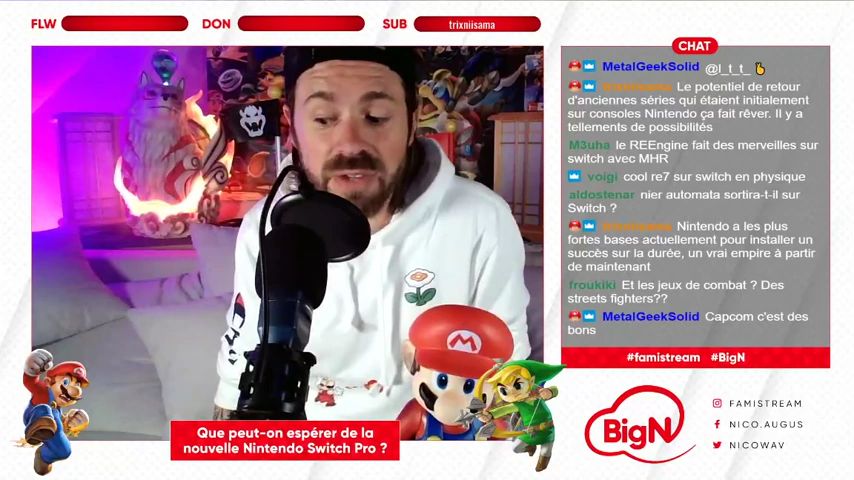 FLW
DON
SUB
trixniisama
CHAT
MetalGeekSolid @l_t_t_
trixniisama Le potentiel de retour
d'anciennes séries qui étaient initialement
sur consoles Nintendo ça fait rêver. Il y a
tellements de possibilités
M3uha le REEngine fait des merveilles sur
switch avec MHR
voigi cool re7 sur switch en physique
aldostenar nier automata sortira-t-il sur
Switch ?
trixniisama Nintendo a les plus
fortes bases actuellement pour installer un
succès sur la durée, un vrai empire à partir
de maintenant
froukiki Et les jeux de combat ? Des
streets fighters??
MetalGeekSolid Capcom c'est des
bons
#famistream #BigN
Que peut-on espérer de la
nouvelle Nintendo Switch Pro ?
BigN
FAMISTREAM
NICO.AUGUS
NICOWAV